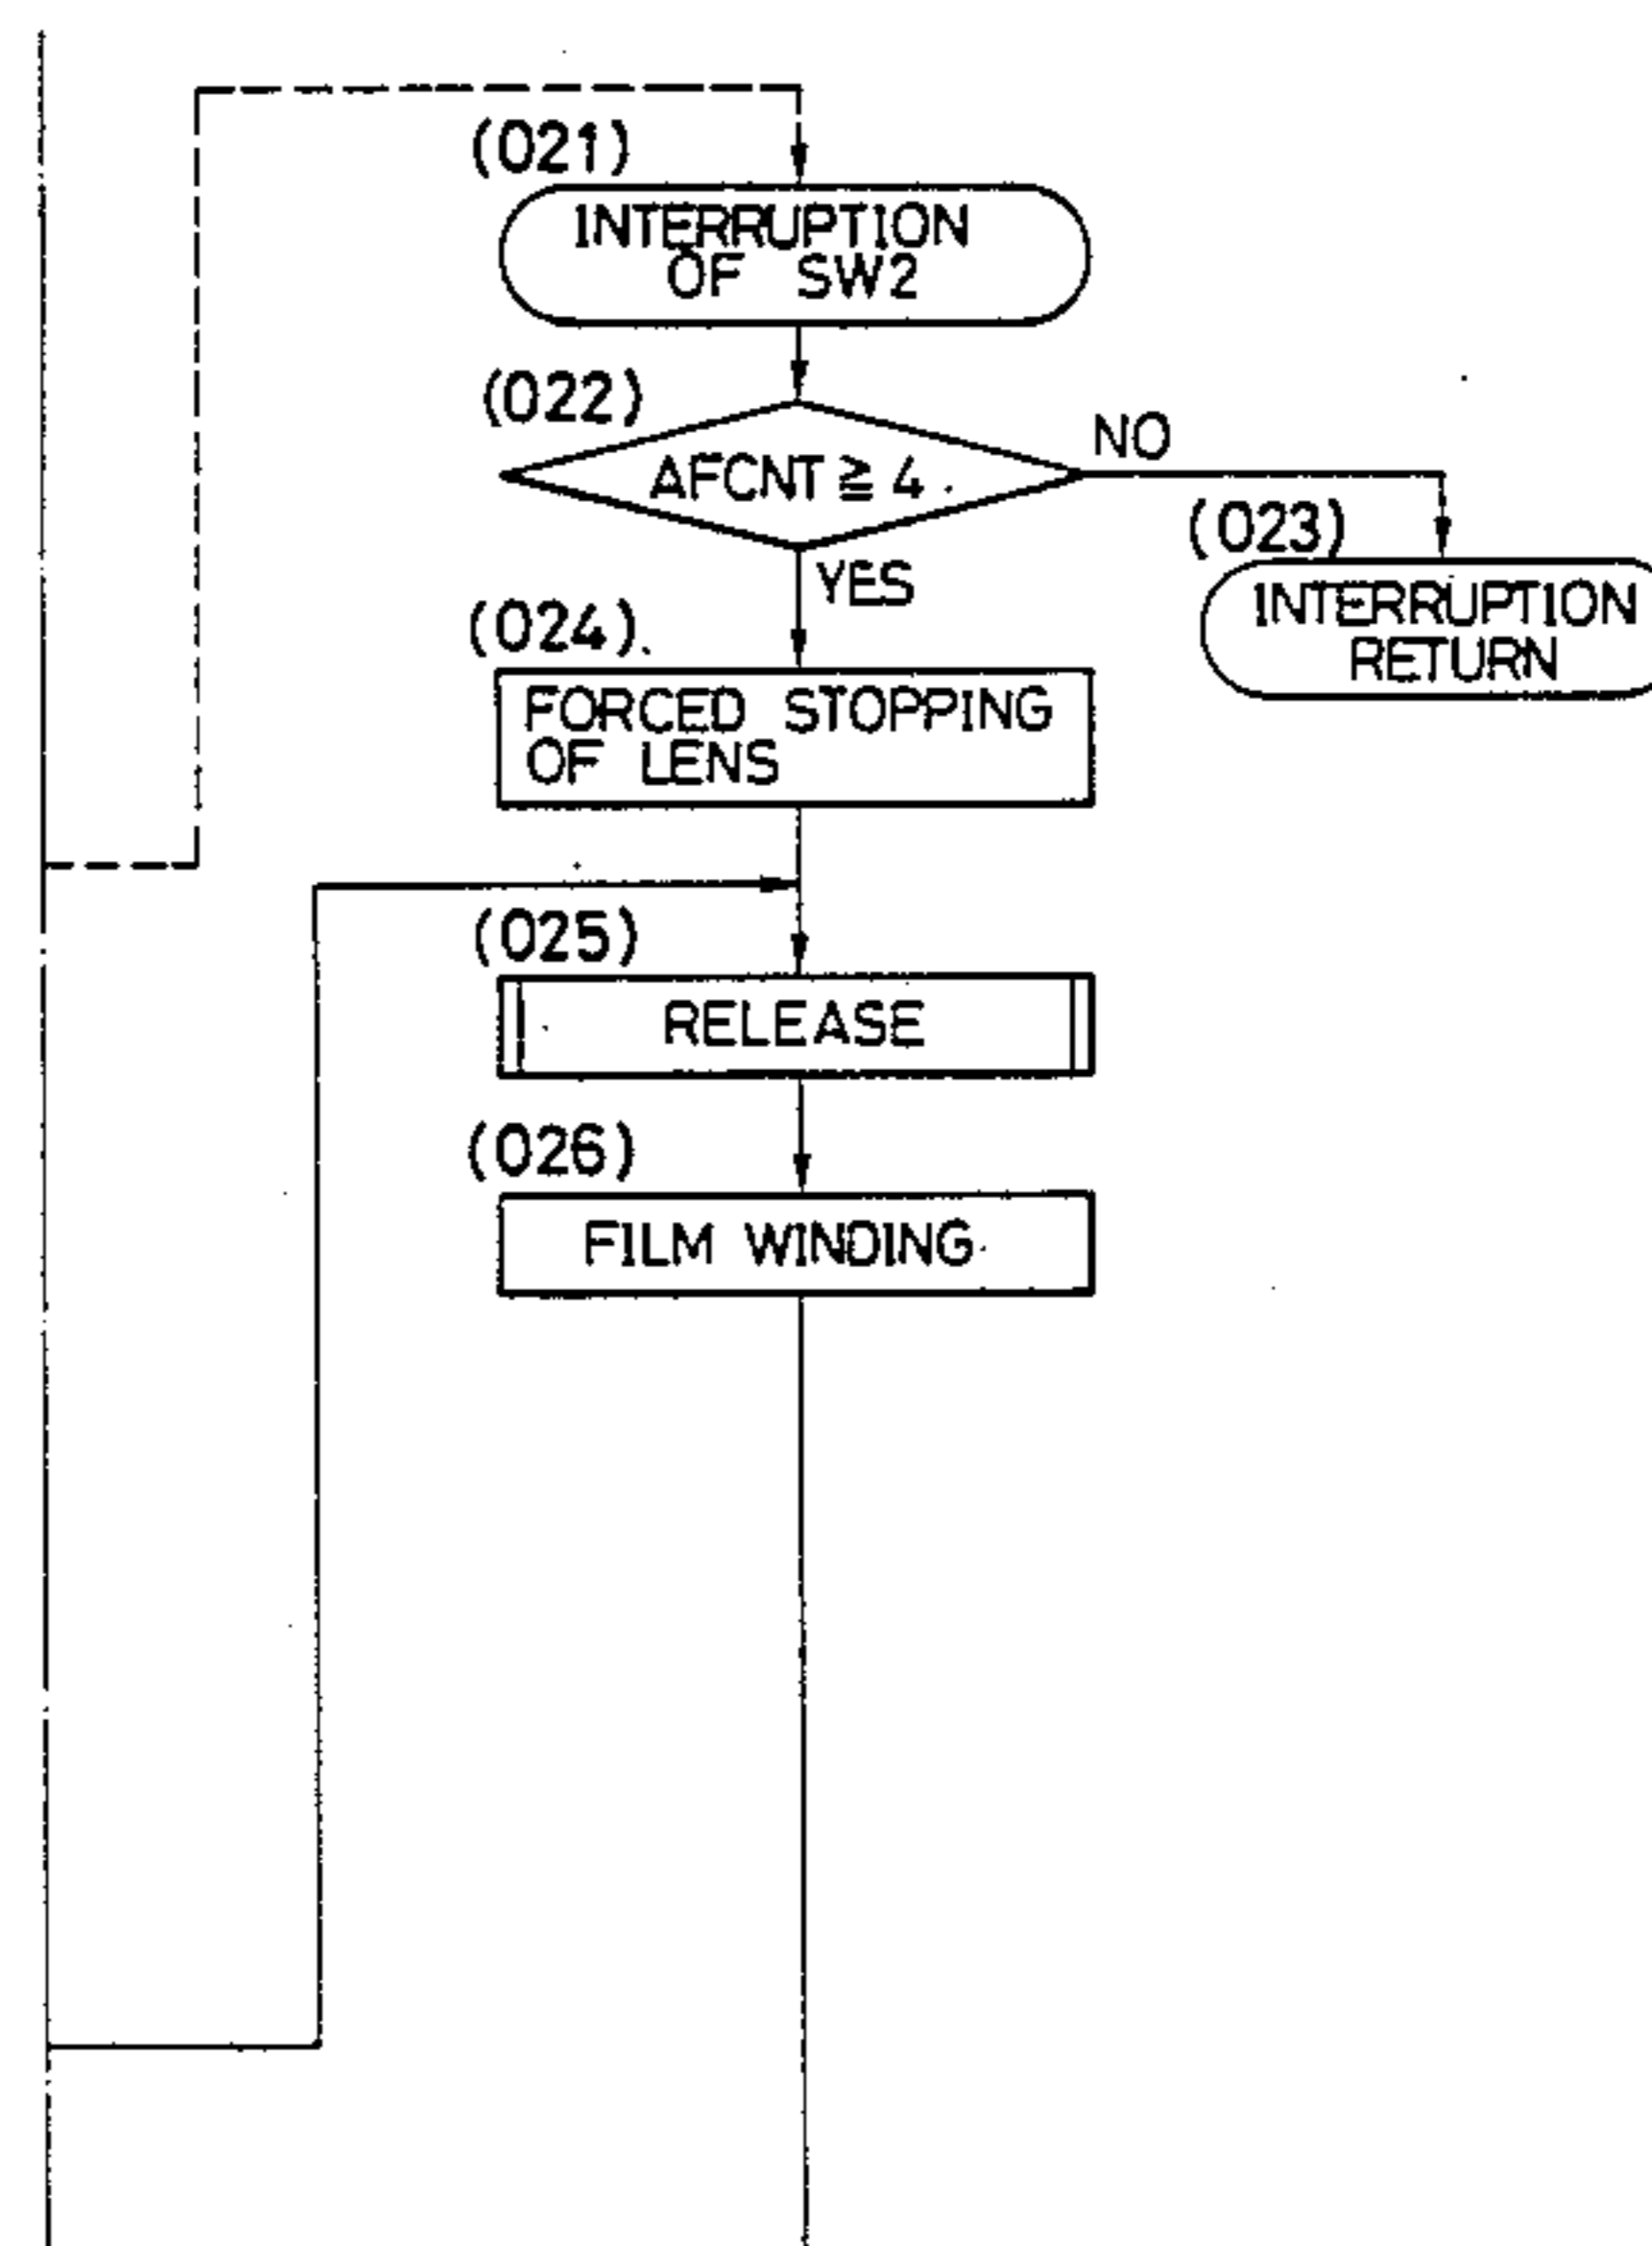 (021)
INTERRUPTION
OF SW2
(022)
AFCNT ≧ 4
NO
(023)
INTERRUPTION
RETURN
YES
(024)
FORCED STOPPING
OF LENS
(025)
RELEASE
(026)
FILM WINDING